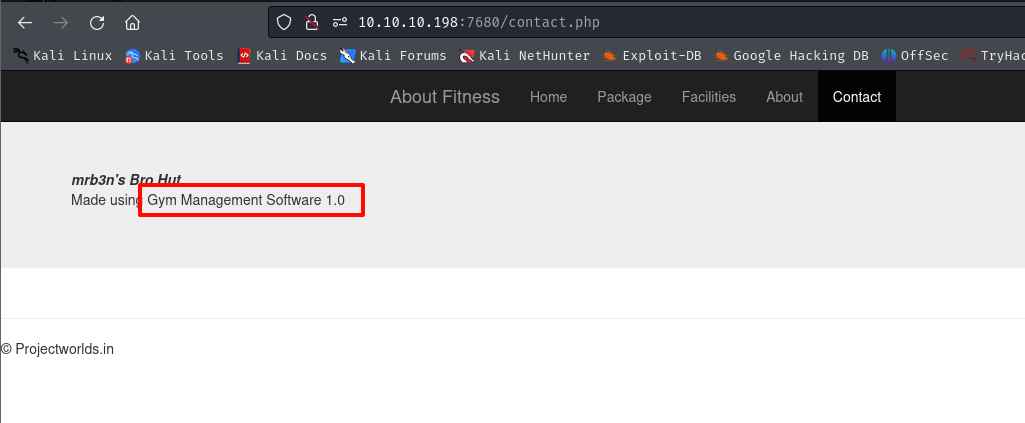 10.10.10.198:7680/contact.php
Kali Linux Kali Tools Kali Docs Kali Forums Kali NetHunter Exploit-DB Google Hacking DB OffSec TryHac
About Fitness Home Package Facilities About Contact
mrb3n's Bro Hut
Made using Gym Management Software 1.0
© Projectworlds.in